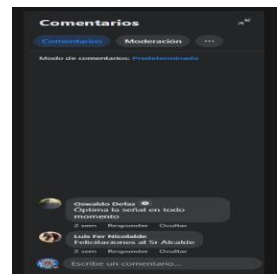 Comentarios
Comentarios Moderación ...
Modo de comentarios: Predeterminado
Oswaldo Defaz
Óptima la señal en todo
momento
2 sem Responder Ocultar
Luis Fer Nicolalde
Felicitaciones al Sr Alcalde
2 sem Responder Ocultar
Escribe un comentario...